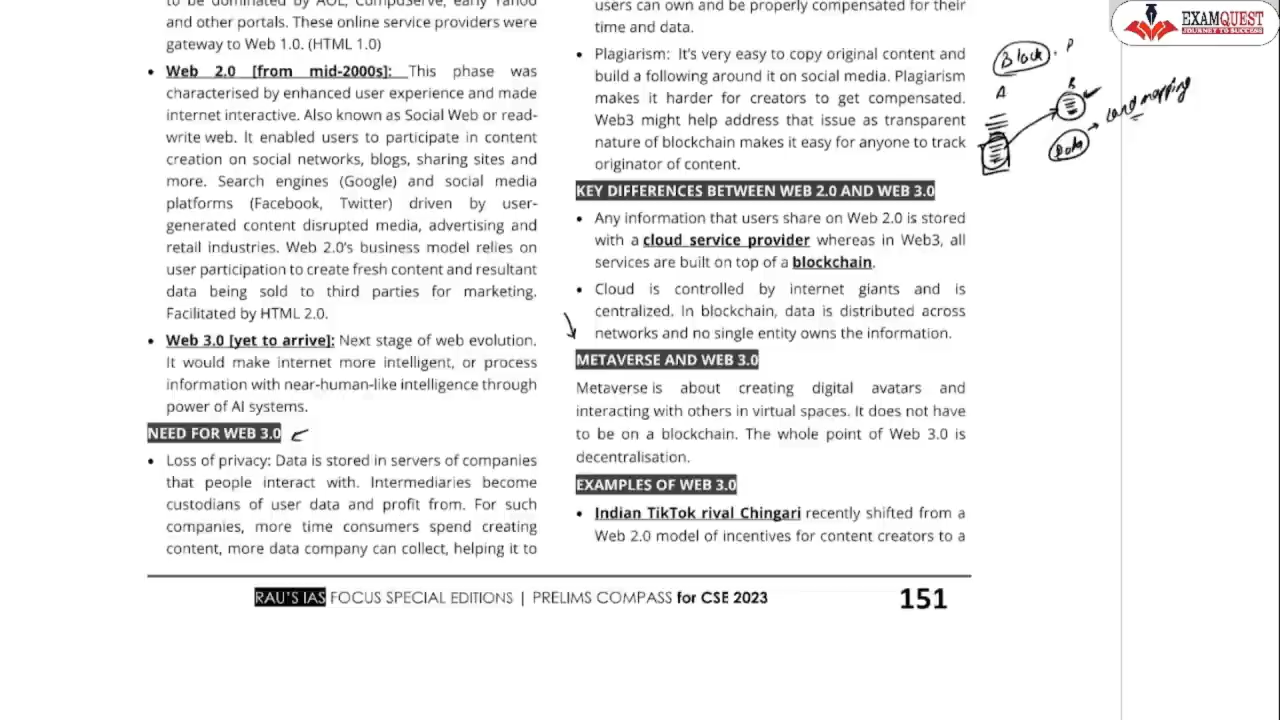 to be dominated by AOL, CompuServe, early Yahoo
and other portals. These online service providers were
gateway to Web 1.0. (HTML 1.0)
• Web 2.0 [from mid-2000s]: This phase was
characterised by enhanced user experience and made
internet interactive. Also known as Social Web or read-
write web. It enabled users to participate in content
creation on social networks, blogs, sharing sites and
more. Search engines (Google) and social media
platforms (Facebook, Twitter) driven by user-
generated content disrupted media, advertising and
retail industries. Web 2.0's business model relies on
user participation to create fresh content and resultant
data being sold to third parties for marketing.
Facilitated by HTML 2.0.
• Web 3.0 [yet to arrive]: Next stage of web evolution.
It would make internet more intelligent, or process
information with near-human-like intelligence through
power of AI systems.
NEED FOR WEB 3.0
• Loss of privacy: Data is stored in servers of companies
that people interact with. Intermediaries become
custodians of user data and profit from. For such
companies, more time consumers spend creating
content, more data company can collect, helping it to
users can own and be properly compensated for their
time and data.
• Plagiarism: It's very easy to copy original content and
build a following around it on social media. Plagiarism
makes it harder for creators to get compensated.
Web3 might help address that issue as transparent
nature of blockchain makes it easy for anyone to track
originator of content.
KEY DIFFERENCES BETWEEN WEB 2.0 AND WEB 3.0
• Any information that users share on Web 2.0 is stored
with a cloud service provider whereas in Web3, all
services are built on top of a blockchain.
• Cloud is controlled by internet giants and is
centralized. In blockchain, data is distributed across
networks and no single entity owns the information.
METAVERSE AND WEB 3.0
Metaverse is about creating digital avatars and
interacting with others in virtual spaces. It does not have
to be on a blockchain. The whole point of Web 3.0 is
decentralisation.
EXAMPLES OF WEB 3.0
• Indian TikTok rival Chingari recently shifted from a
Web 2.0 model of incentives for content creators to a
RAU'S IAS FOCUS SPECIAL EDITIONS | PRELIMS COMPASS for CSE 2023
151
EXAMQUEST
JOURNEY TO SUCCESS
Block. P
A
B
Data
Land mapping